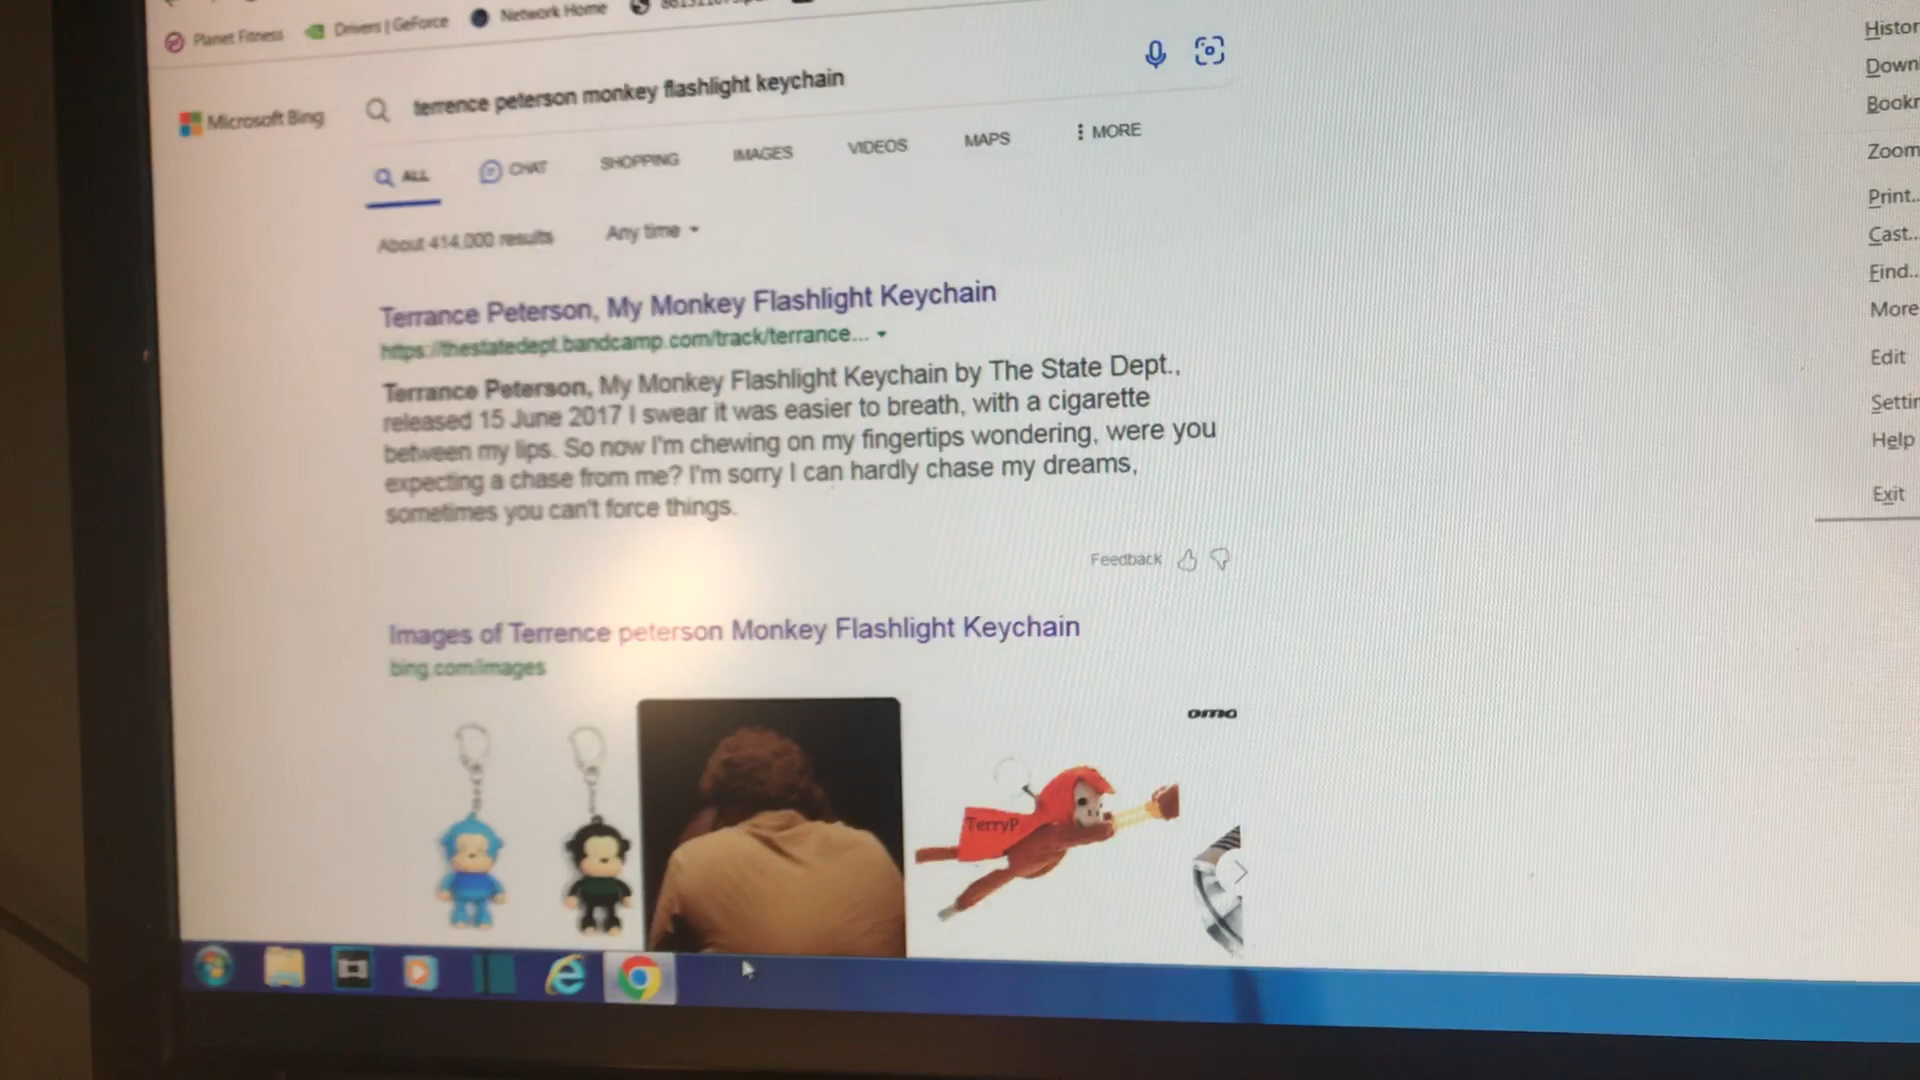 Planet Fitness Drivers | GeForce Network Home
Microsoft Bing
terrence peterson monkey flashlight keychain
ALL CHAT SHOPPING IMAGES VIDEOS MAPS MORE
About 414,000 results Any time
Terrance Peterson, My Monkey Flashlight Keychain
https://thestatedept.bandcamp.com/track/terrance...
Terrance Peterson, My Monkey Flashlight Keychain by The State Dept.,
released 15 June 2017 I swear it was easier to breath, with a cigarette
between my lips. So now I'm chewing on my fingertips wondering, were you
expecting a chase from me? I'm sorry I can hardly chase my dreams,
sometimes you can't force things.
Feedback
Images of Terrence peterson Monkey Flashlight Keychain
bing.com/images
TerryP
oma
Histor
Down
Bookr
Zoom
Print..
Cast..
Find..
More
Edit
Settin
Help
Exit